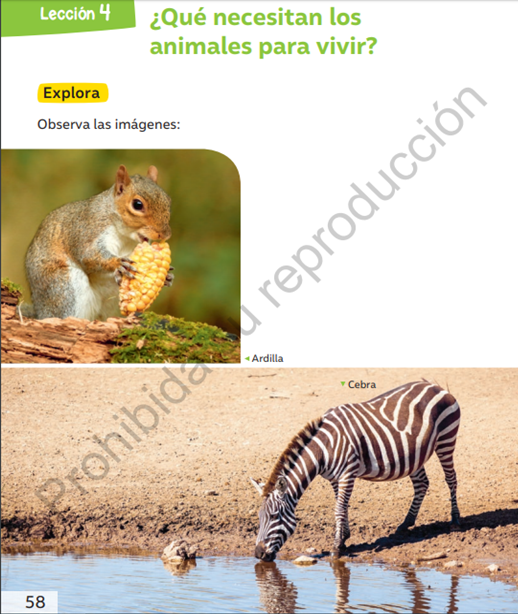 Lección 4
¿Qué necesitan los
animales para vivir?
Explora
Observa las imágenes:
Ardilla
Cebra
Prohibida su reproducción
58